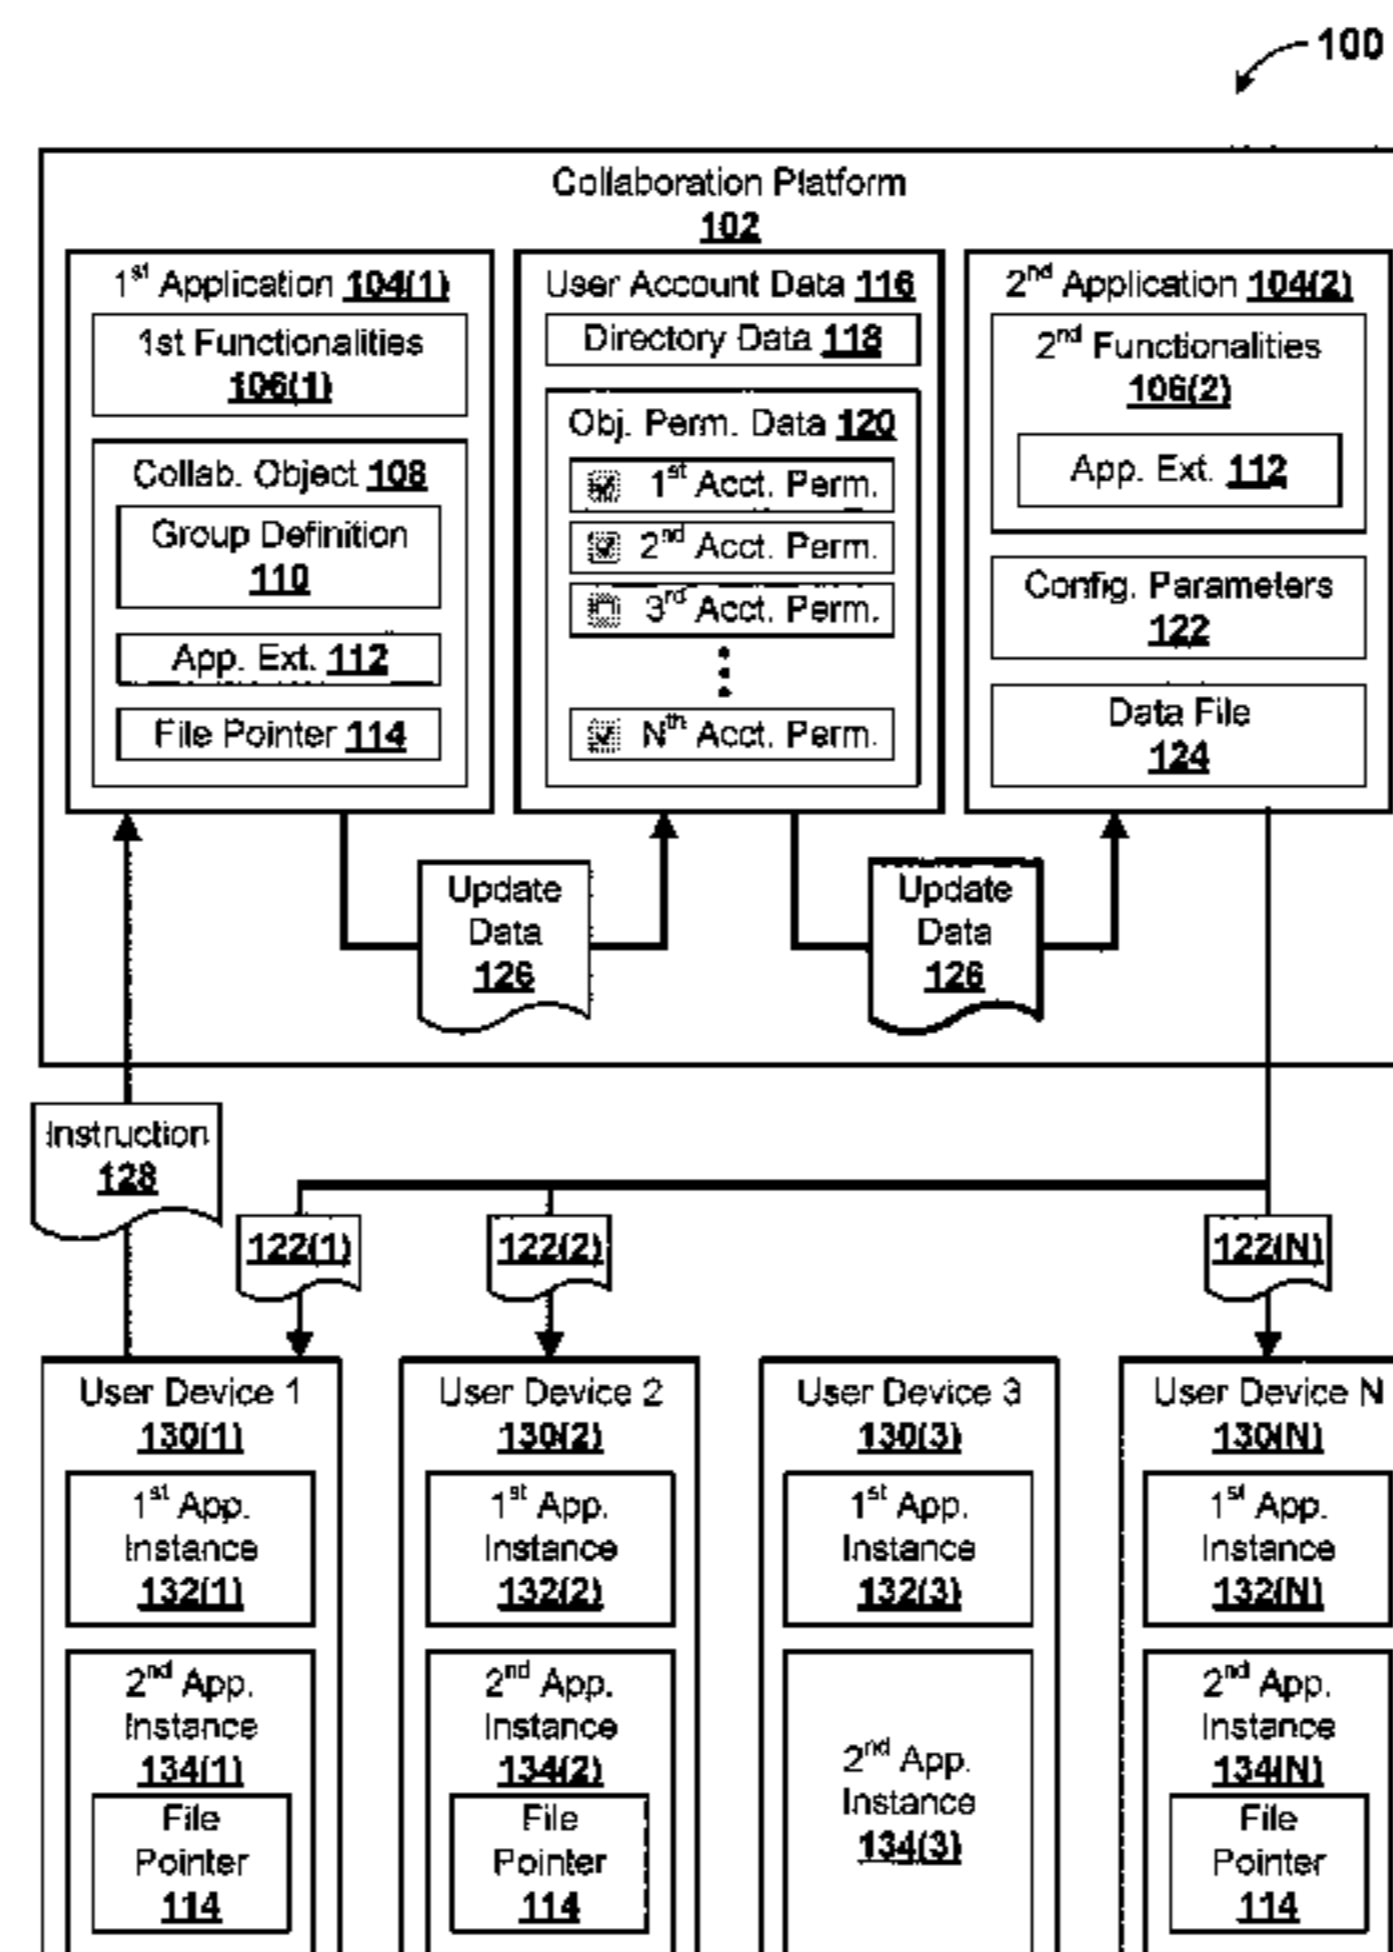 100
Collaboration Platform
102
1st Application 104(1)
1st Functionalities
106(1)
Collab. Object 108
Group Definition
110
App. Ext. 112
File Pointer 114
User Account Data 116
Directory Data 118
Obj. Perm. Data 120
1st Acct. Perm.
2nd Acct. Perm.
3rd Acct. Perm.
Nth Acct. Perm.
2nd Application 104(2)
2nd Functionalities
106(2)
App. Ext. 112
Config. Parameters
122
Data File
124
Update
Data
126
Update
Data
126
Instruction
128
122(1)
122(2)
122(N)
User Device 1
130(1)
1st App.
Instance
132(1)
2nd App.
Instance
134(1)
File
Pointer
114
User Device 2
130(2)
1st App.
Instance
132(2)
2nd App.
Instance
134(2)
File
Pointer
114
User Device 3
130(3)
1st App.
Instance
132(3)
2nd App.
Instance
134(3)
User Device N
130(N)
1st App.
Instance
132(N)
2nd App.
Instance
134(N)
File
Pointer
114